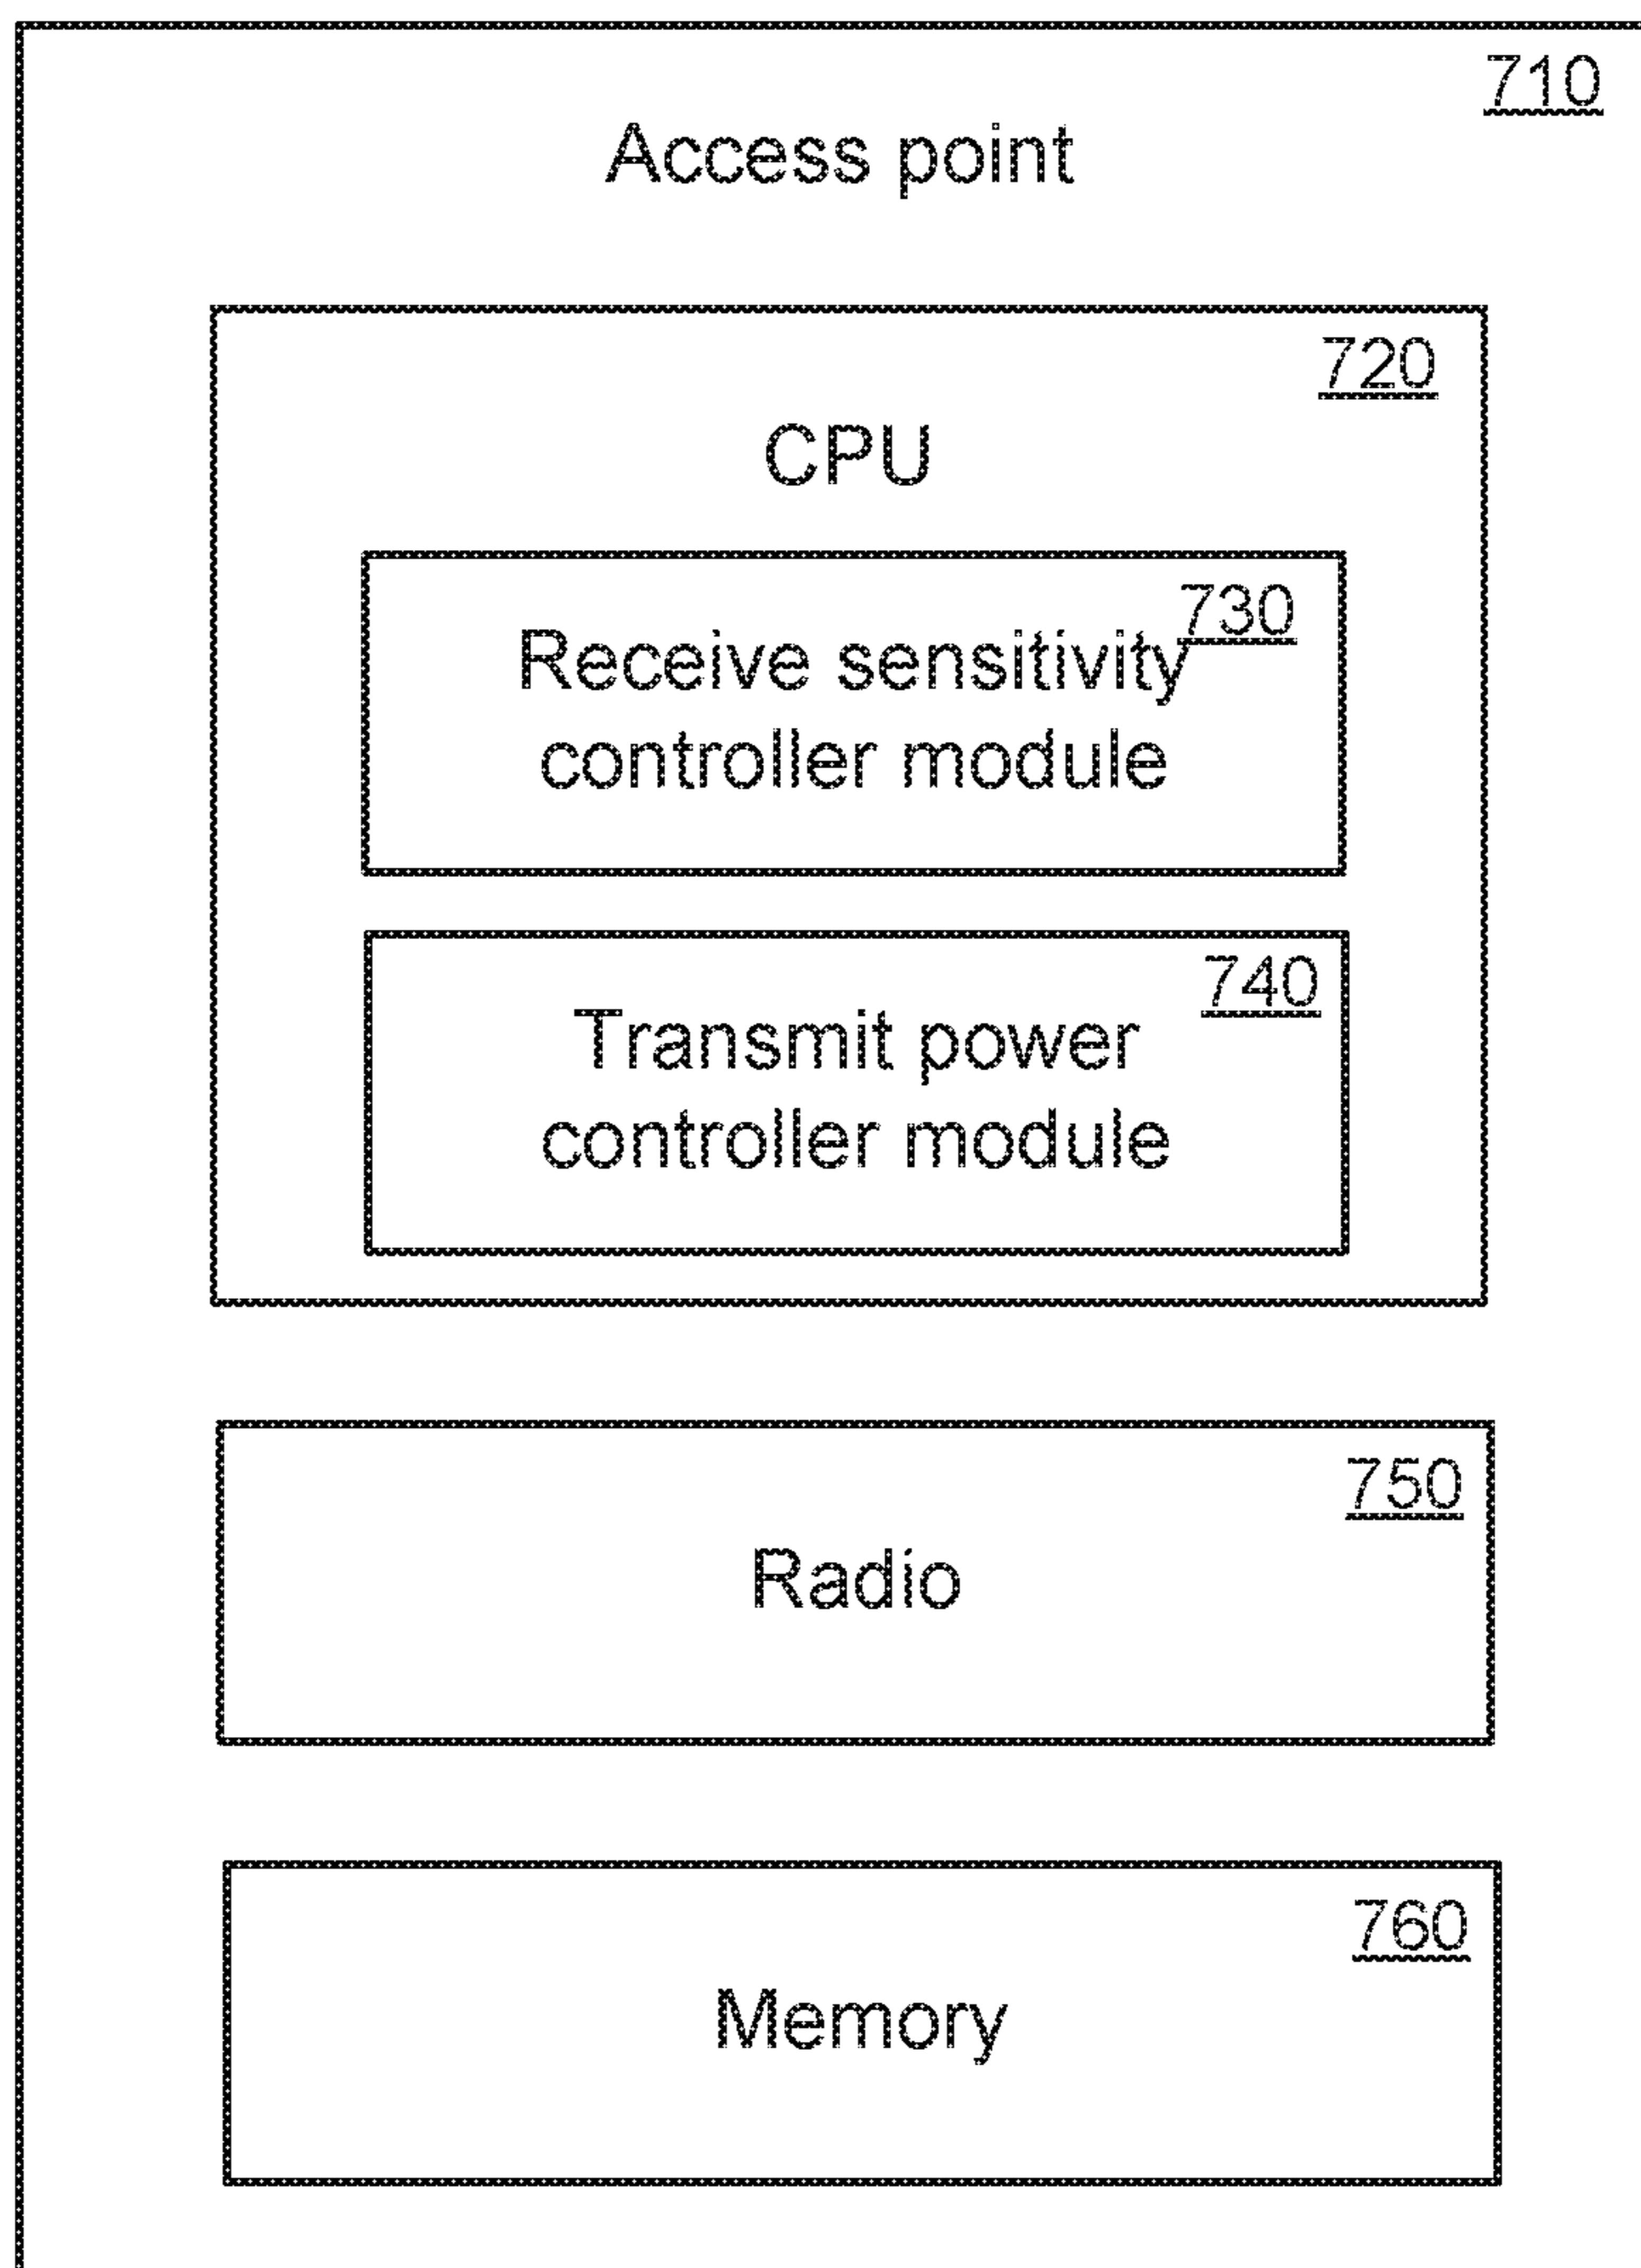 710
Access point
720
CPU
730
Receive sensitivity
controller module
740
Transmit power
controller module
750
Radio
760
Memory